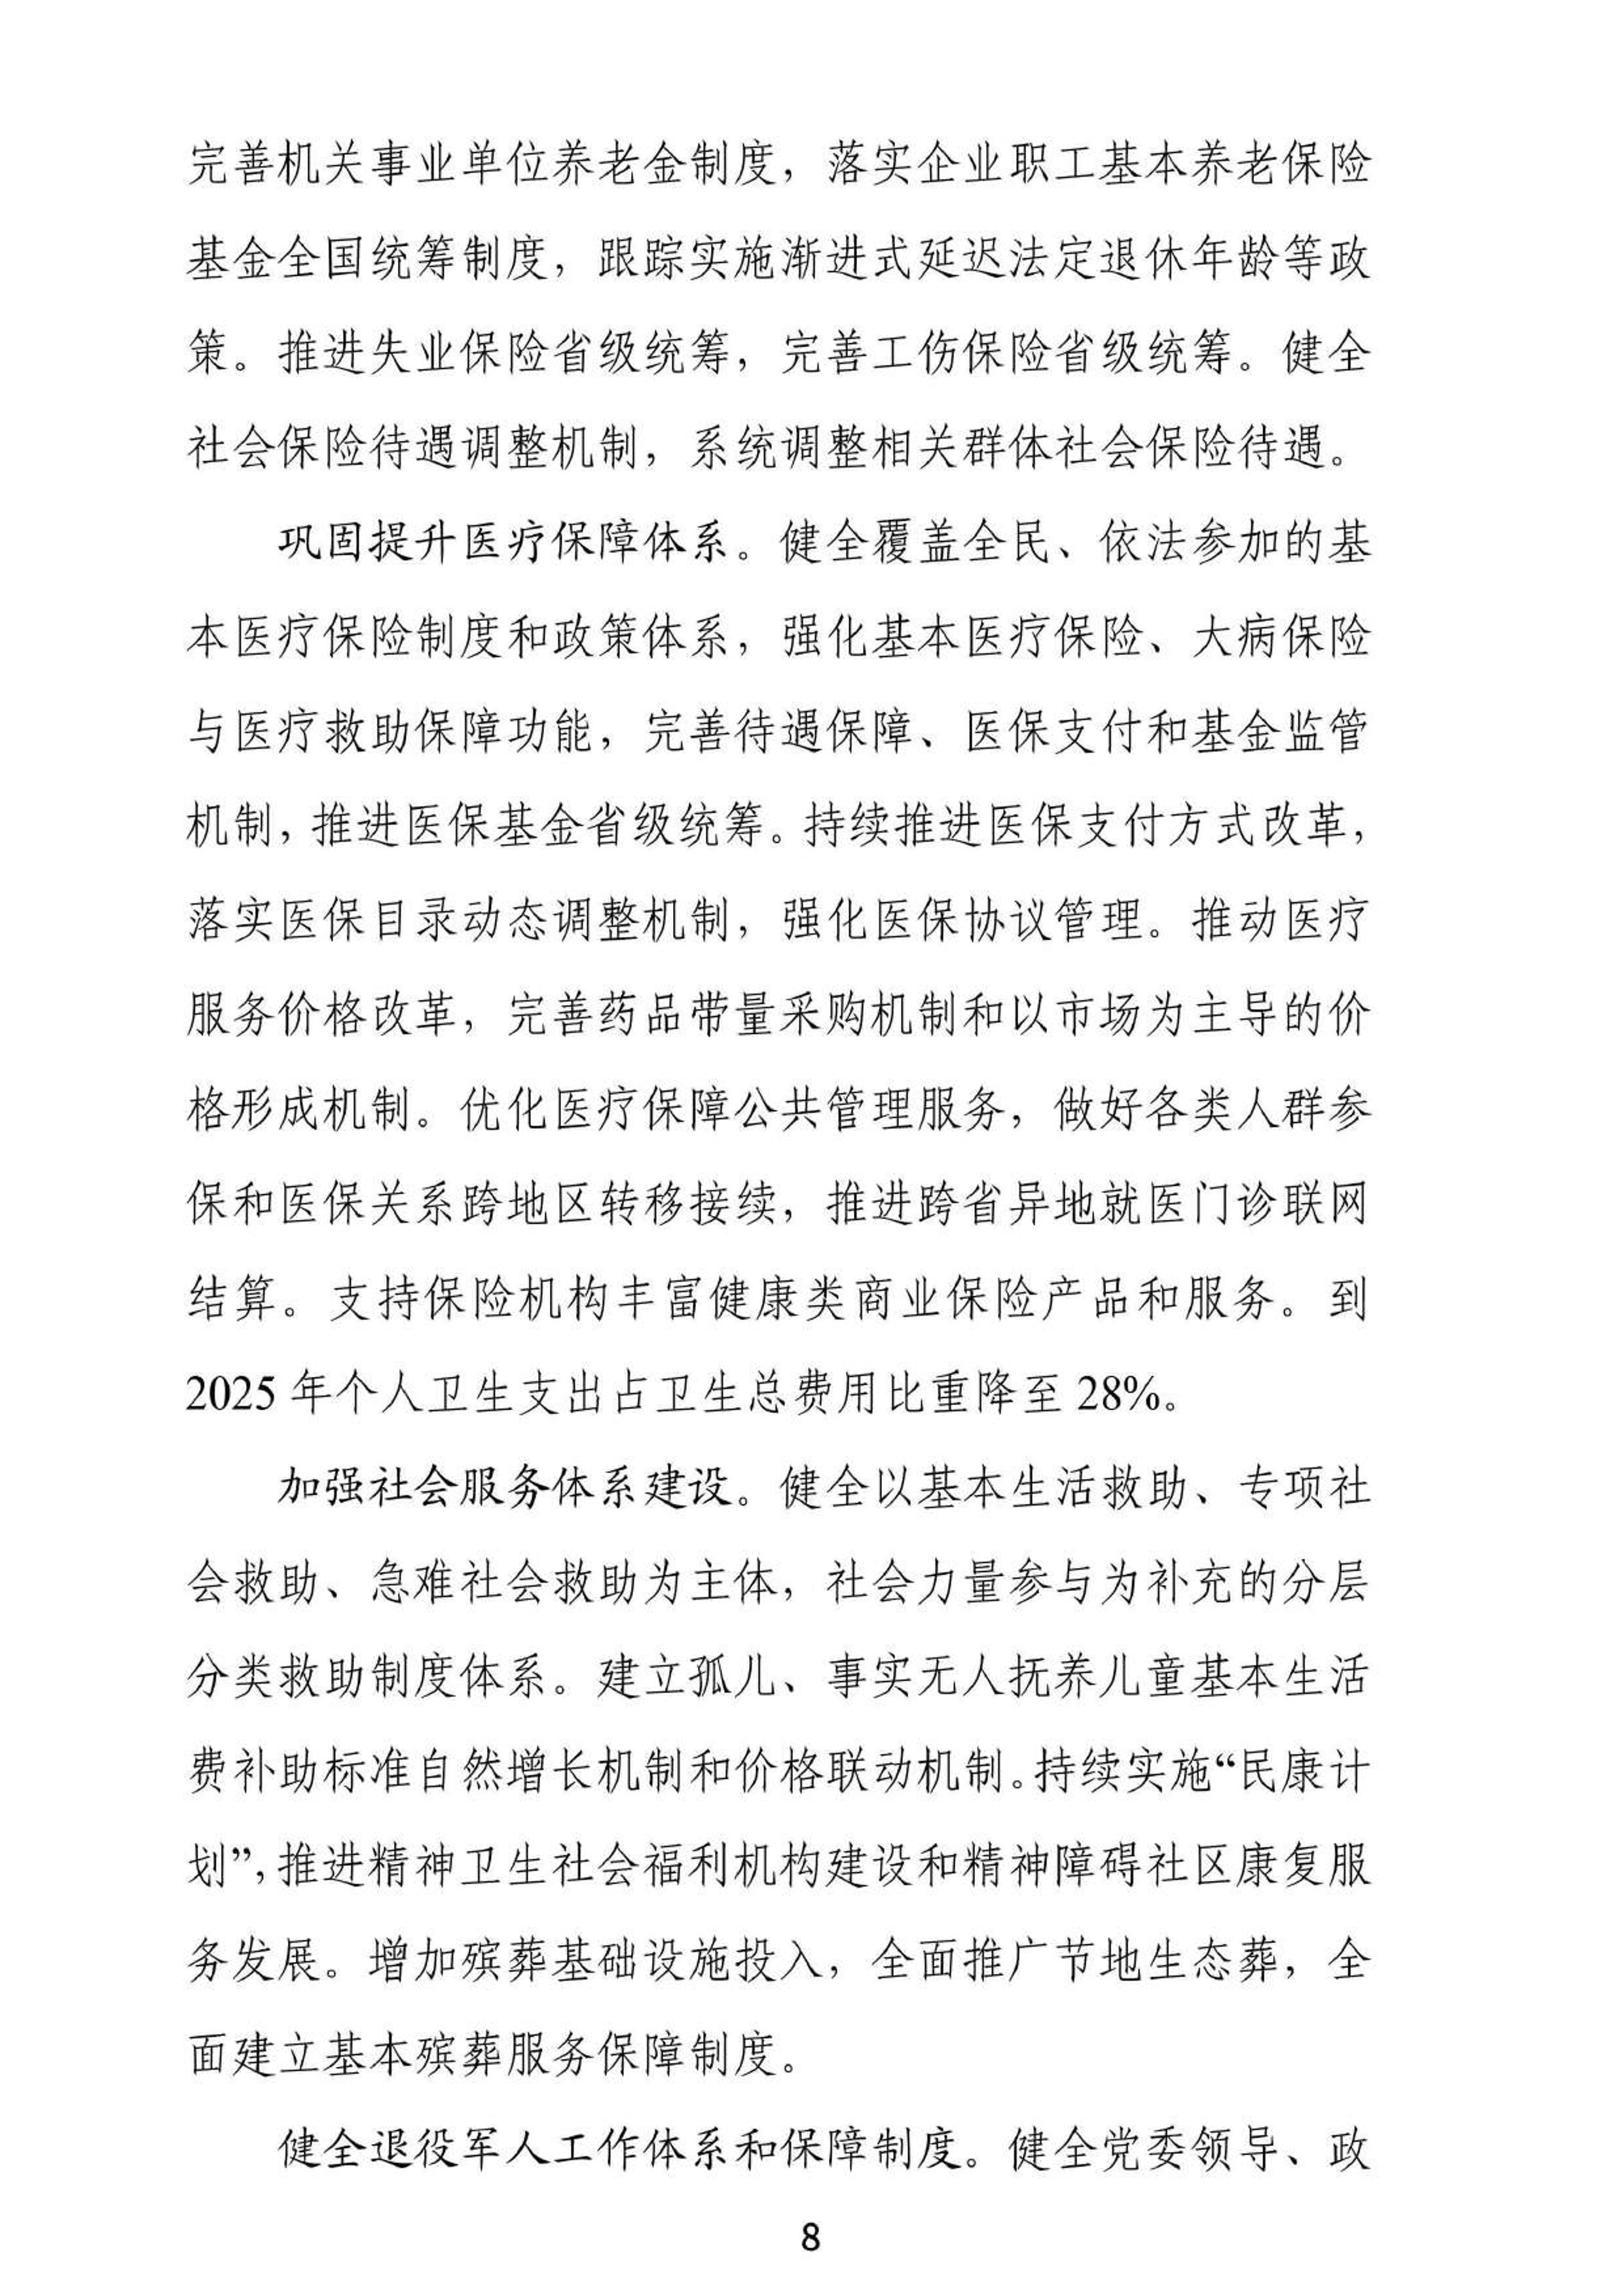 完善机关事业单位养老金制度，落实企业职工基本养老保险
基金全国统筹制度，跟踪实施渐进式延迟法定退休年龄等政
策。推进失业保险省级统筹，完善工伤保险省级统筹。健全
社会保险待遇调整机制，系统调整相关群体社会保险待遇。
巩固提升医疗保障体系。健全覆盖全民、依法参加的基
本医疗保险制度和政策体系，强化基本医疗保险、大病保险
与医疗救助保障功能，完善待遇保障、医保支付和基金监管
机制，推进医保基金省级统筹。持续推进医保支付方式改革，
落实医保目录动态调整机制，强化医保协议管理。推动医疗
服务价格改革，完善药品带量采购机制和以市场为主导的价
格形成机制。优化医疗保障公共管理服务，做好各类人群参
保和医保关系跨地区转移接续，推进跨省异地就医门诊联网
结算。支持保险机构丰富健康类商业保险产品和服务。到
2025 年个人卫生支出占卫生总费用比重降至 28%。
加强社会服务体系建设。健全以基本生活救助、专项社
会救助、急难社会救助为主体，社会力量参与为补充的分层
分类救助制度体系。建立孤儿、事实无人抚养儿童基本生活
费补助标准自然增长机制和价格联动机制。持续实施“民康计
划”，推进精神卫生社会福利机构建设和精神障碍社区康复服
务发展。增加殡葬基础设施投入，全面推广节地生态葬，全
面建立基本殡葬服务保障制度。
健全退役军人工作体系和保障制度。健全党委领导、政
8